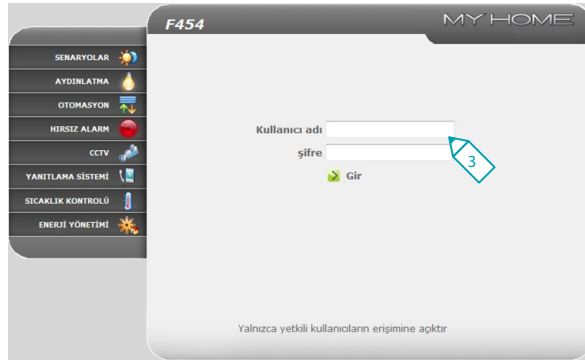 F454
MY HOME
SENARYOLAR
AYDINLATMA
OTOMASYON
HIRSIZ ALARM
CCTV
YANITLAMA SİSTEMİ
SICAKLIK KONTROLÜ
ENERJİ YÖNETİMİ
Kullanıcı adı
şifre
3
Gir
Yalnızca yetkili kullanıcıların erişimine açıktır